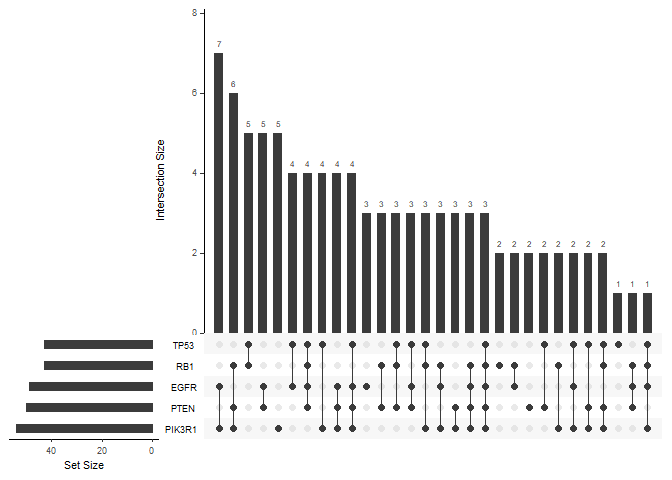 8
7
6
5 5 5
4 4 4 4 4
3 3 3 3 3 3 3 3 3
2 2 2 2 2 2 2 2
1 1 1
6
4
2
0
Intersection Size
TP53
RB1
EGFR
PTEN
PIK3R1
40 20 0
Set Size